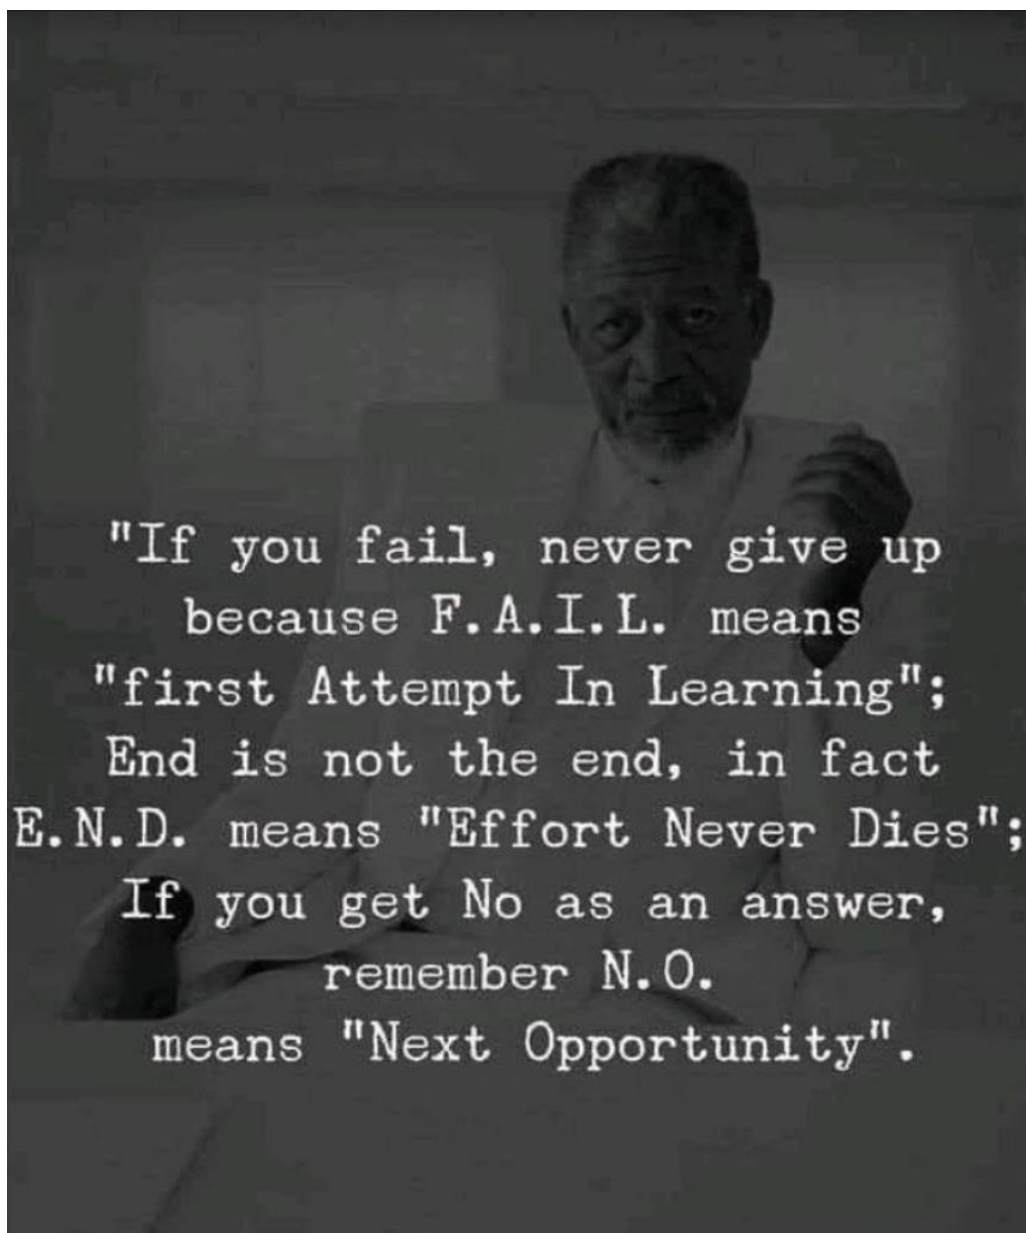 "If you fail, never give up
because F.A.I.L. means
"first Attempt In Learning";
End is not the end, in fact
E.N.D. means "Effort Never Dies";
If you get No as an answer,
remember N.O.
means "Next Opportunity".